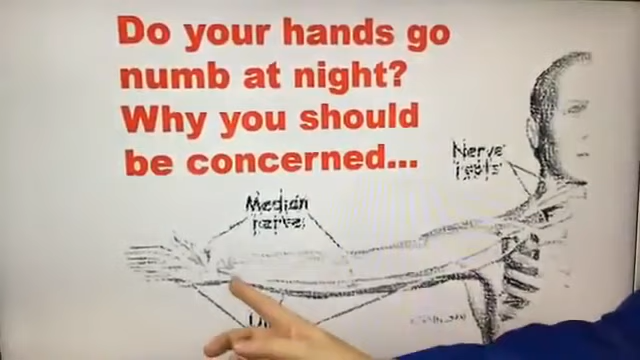 Do your hands go
numb at night?
Why you should
be concerned...
Nerve
roots
Median
nerve